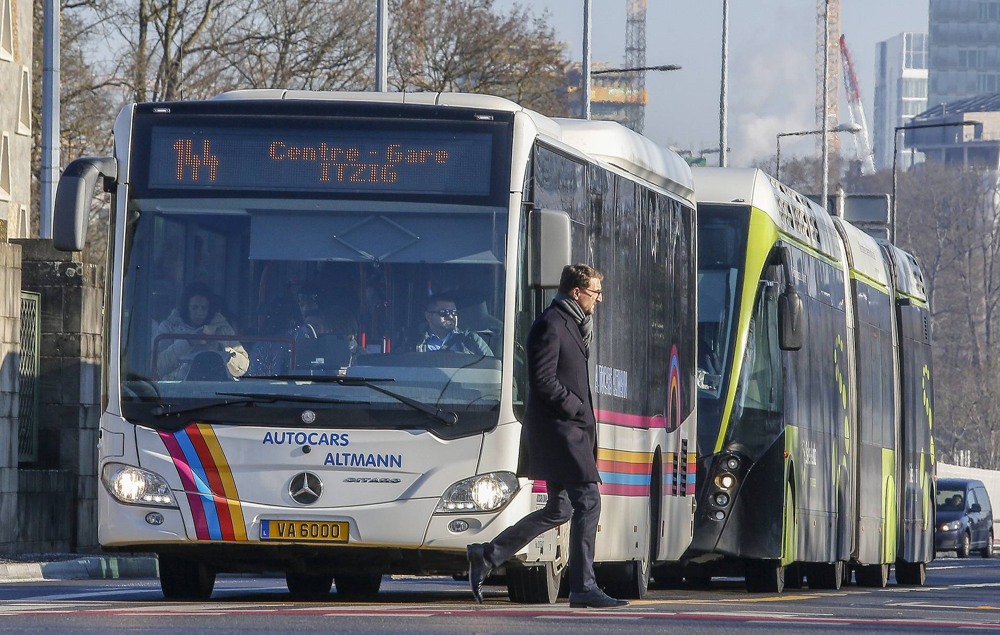 144 Centre - Gare
ITZIG
AUTOCARS
ALTMANN
CITARO
L VA 6000
AUTOCARS ALTMANN